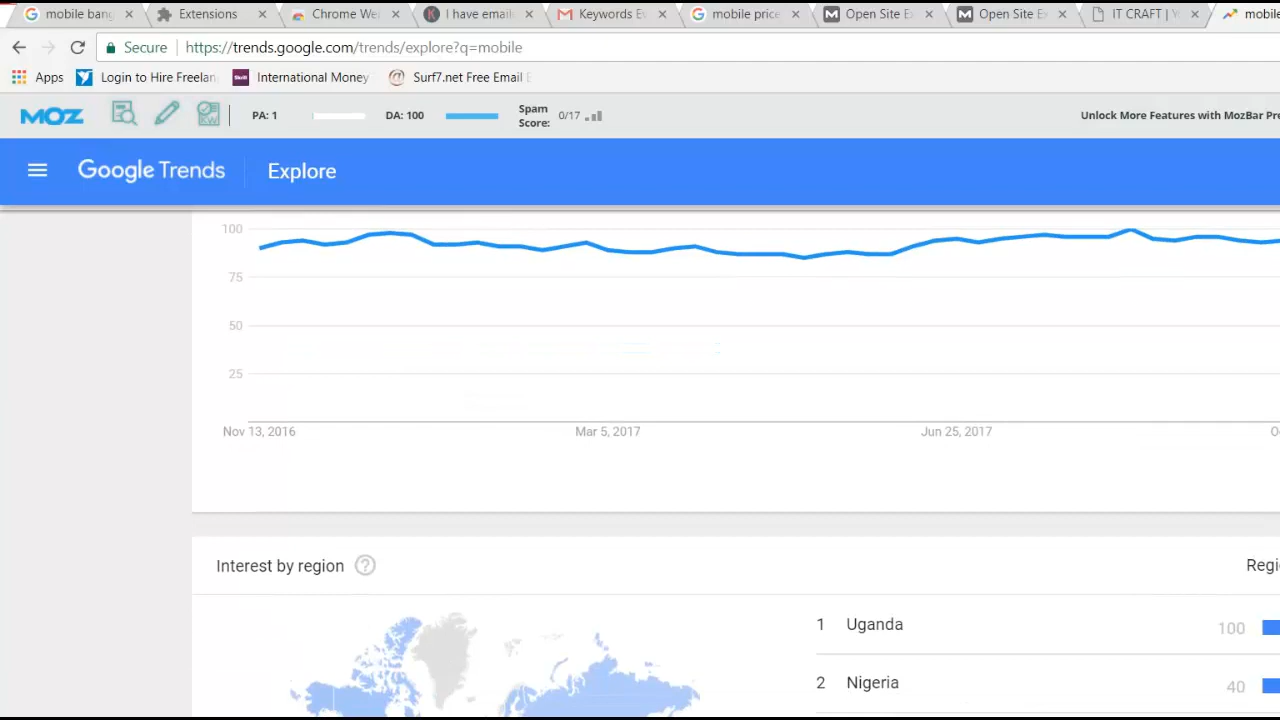 mobile bang
Extensions
Chrome We
I have email
Keywords E
mobile price
Open Site E
Open Site E
IT CRAFT |
mobil
Secure
https://trends.google.com/trends/explore?q=mobile
Apps
Login to Hire Freelan
International Money
Surf7.net Free Email
MOZ
PA: 1
DA: 100
Spam
Score:
0/17
Unlock More Features with MozBar Pre
Google Trends
Explore
100
75
50
25
Nov 13, 2016
Mar 5, 2017
Jun 25, 2017
Interest by region
?
Regi
1 Uganda 100
2 Nigeria 40